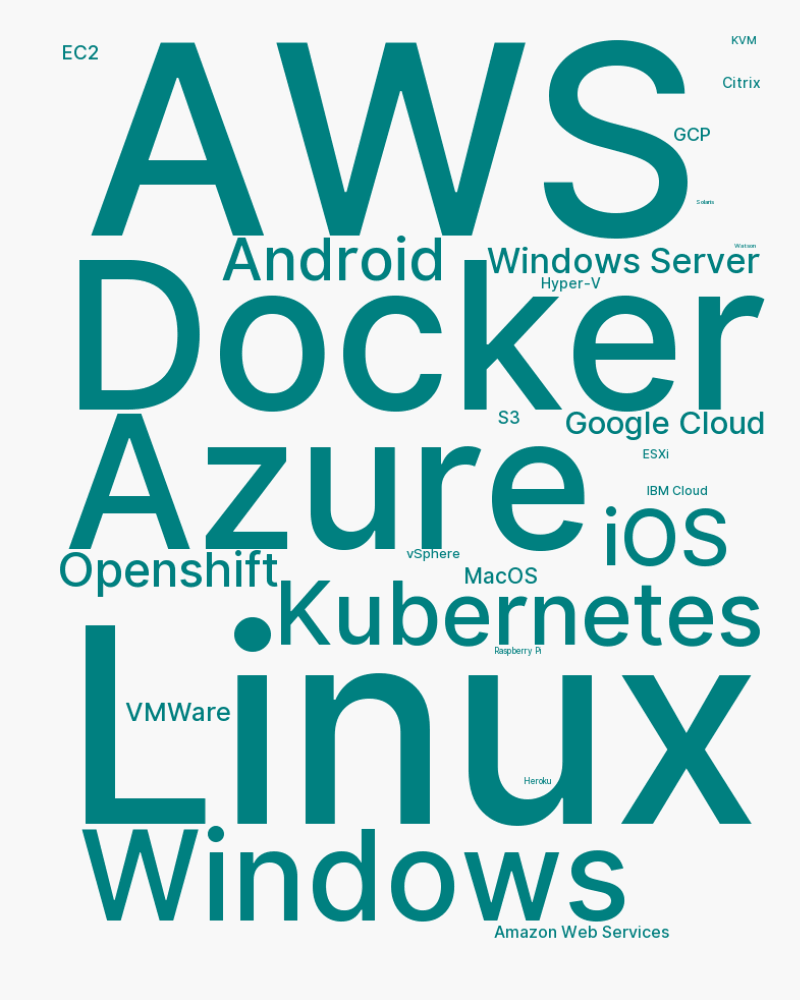 EC2
AWS
KVM
Citrix
GCP
Solaris
Android
Windows Server
Watson
Hyper-V
Docker
S3
Google Cloud
Azure
ESXi
IBM Cloud
iOS
vSphere
Openshift
MacOS
Kubernetes
Raspberry Pi
Linux
VMWare
Heroku
Windows
Amazon Web Services